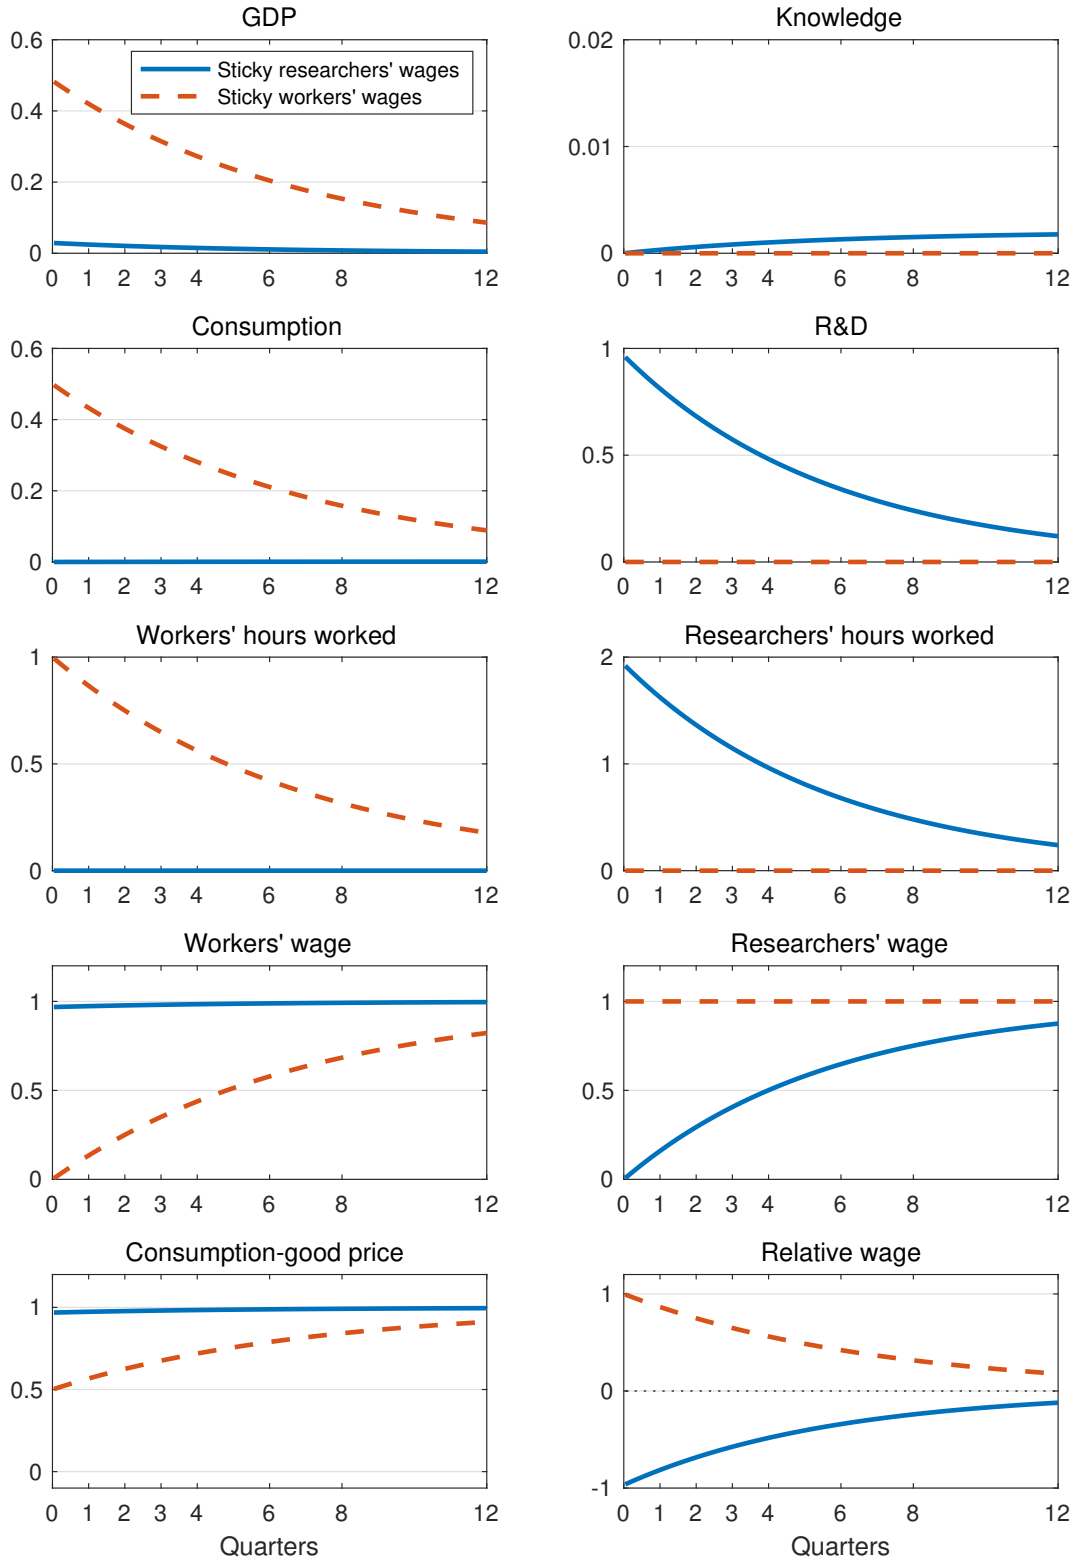 GDP
Knowledge
0.6
0.4
0.2
0
Sticky researchers' wages
Sticky workers' wages
0 1 2 3 4 6 8 12
0.02
0.01
0
0 1 2 3 4 6 8 12
Consumption
R&D
0.6
0.4
0.2
0
0 1 2 3 4 6 8 12
1
0.5
0
0 1 2 3 4 6 8 12
Workers' hours worked
Researchers' hours worked
1
0.5
0
0 1 2 3 4 6 8 12
2
1
0
0 1 2 3 4 6 8 12
Workers' wage
Researchers' wage
1
0.5
0
0 1 2 3 4 6 8 12
1
0.5
0
0 1 2 3 4 6 8 12
Consumption-good price
Relative wage
1
0.5
0
0 1 2 3 4 6 8 12
Quarters
1
0
-1
0 1 2 3 4 6 8 12
Quarters